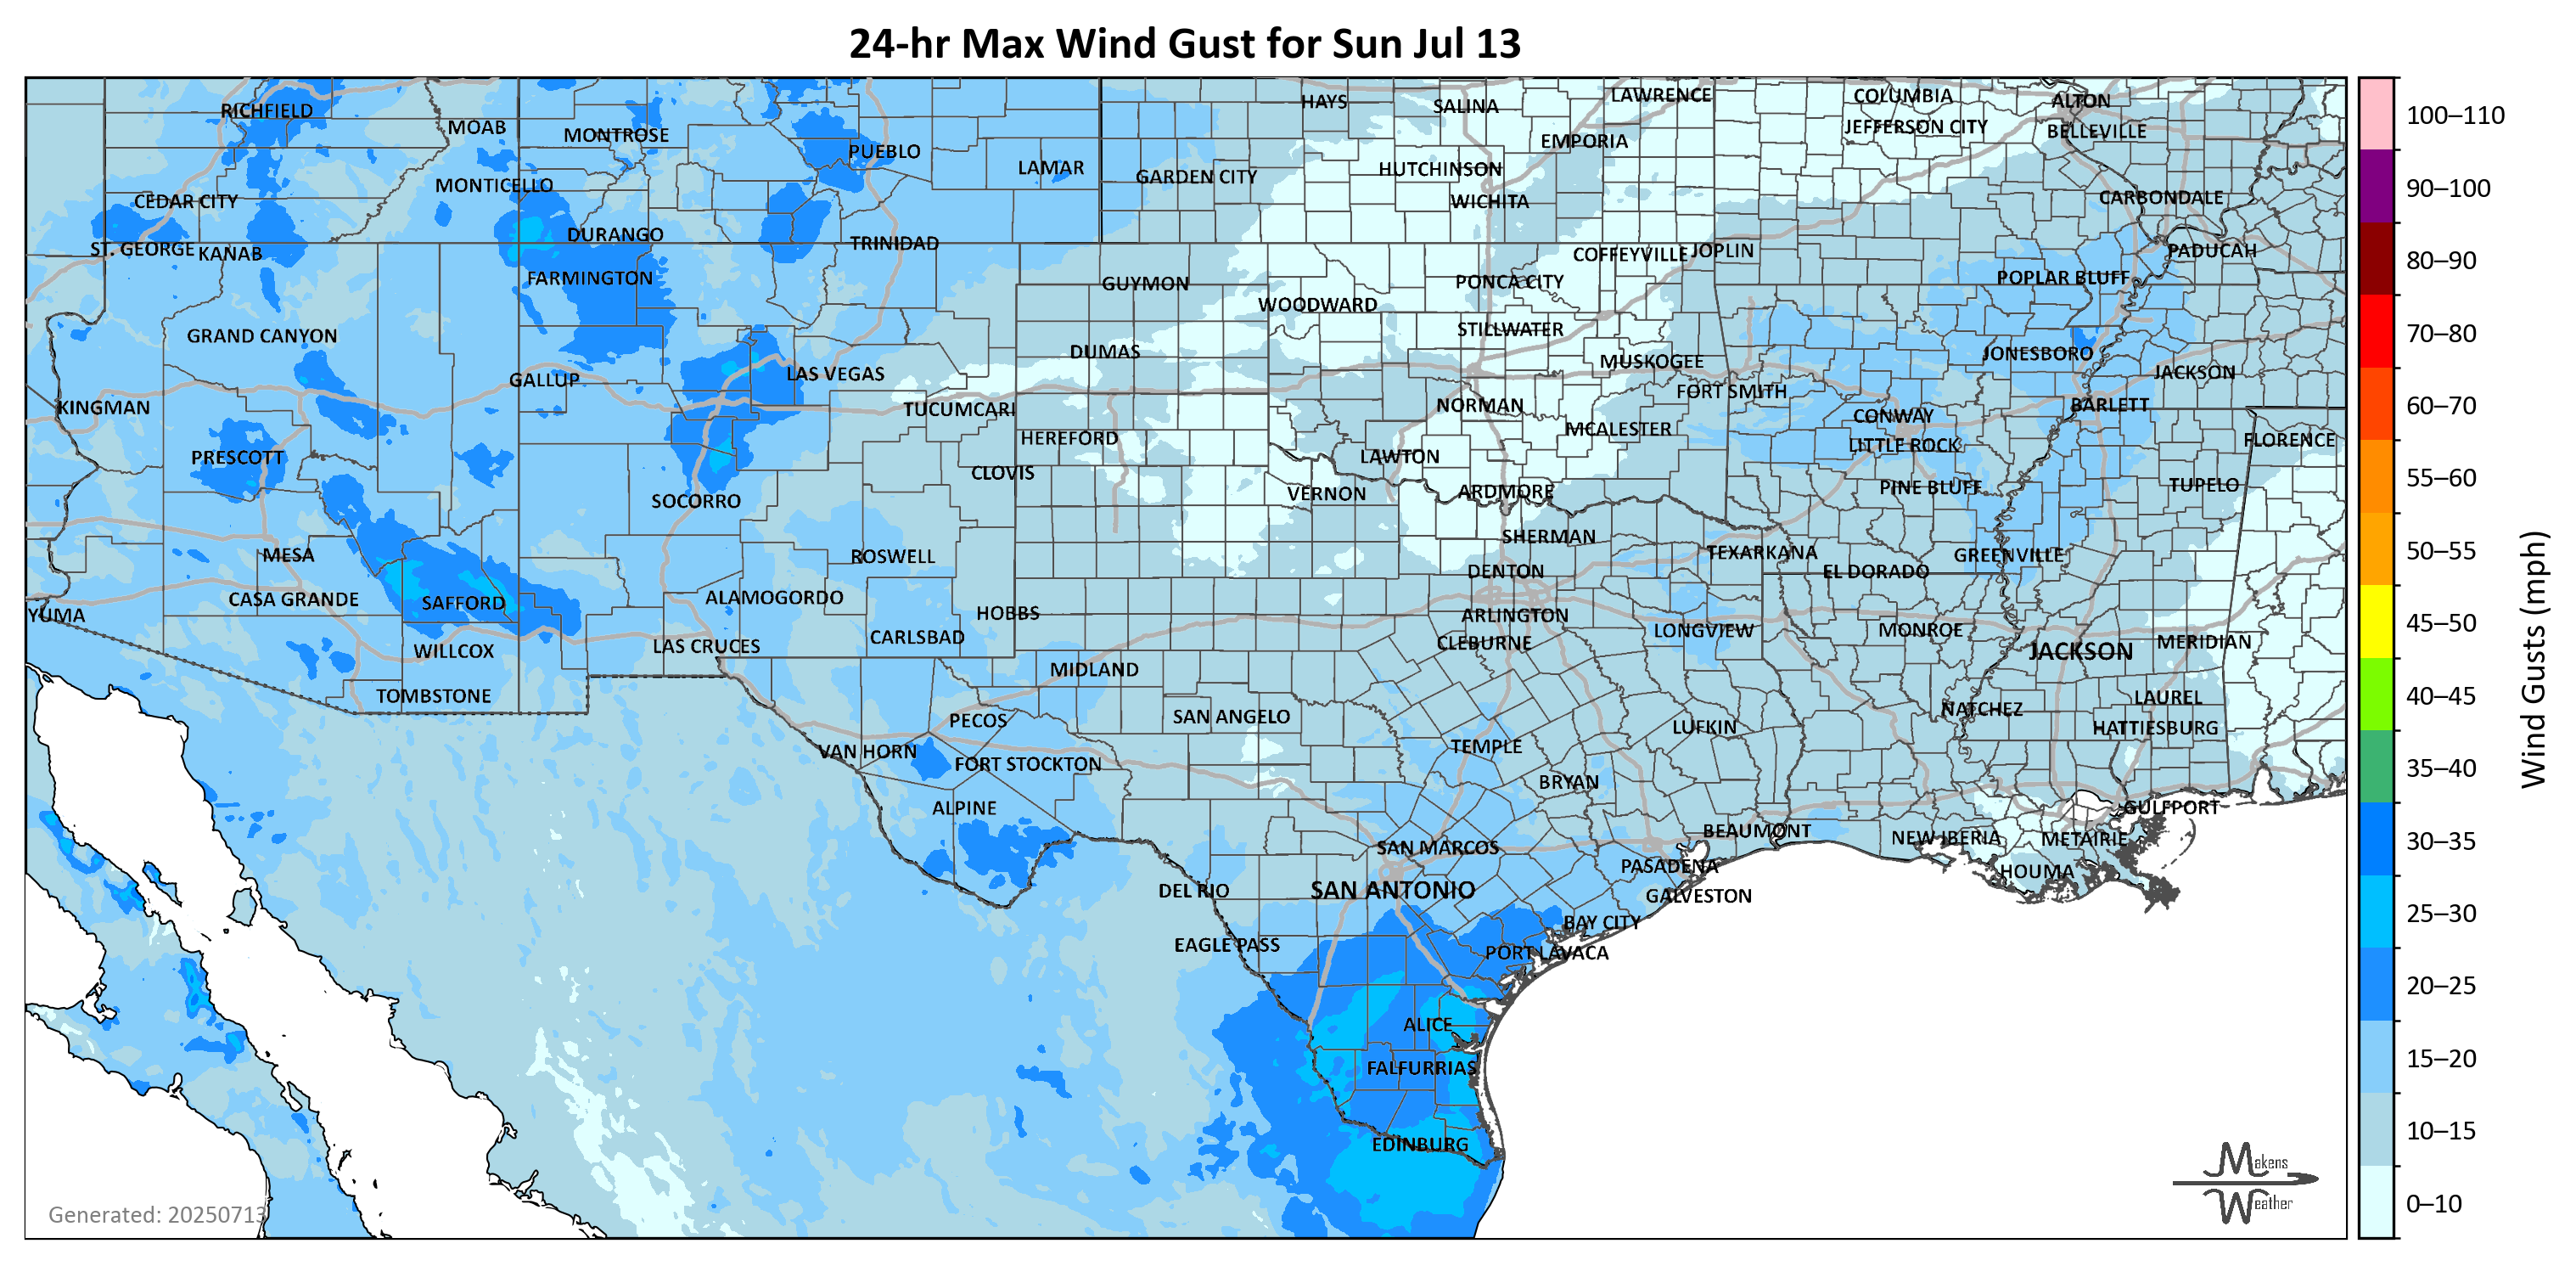 24-hr Max Wind Gust for Sun Jul 13
RICHFIELD
MOAB
MONTROSE
PUEBLO
LAMAR
HAYS
SALINA
LAWRENCE
COLUMBIA
ALTON
GARDEN CITY
HUTCHINSON
EMPORIA
JEFFERSON CITY
BELLEVILLE
MONTICELLO
CEDAR CITY
WICHITA
CARBONDALE
ST. GEORGE
KANAB
DURANGO
TRINIDAD
COFFEYVILLE
JOPLIN
PADUCAH
FARMINGTON
GUYMON
PONCA CITY
POPLAR BLUFF
WOODWARD
GRAND CANYON
STILLWATER
DUMAS
MUSKOGEE
JONESBORO
GALLUP
LAS VEGAS
JACKSON
KINGMAN
TUCUMCARI
NORMAN
FORT SMITH
CONWAY
BARLETT
HEREFORD
MCALESTER
LITTLE ROCK
FLORENCE
PRESCOTT
CLOVIS
LAWTON
SOCORRO
VERNON
ARDMORE
PINE BLUFF
TUPELO
MESA
ROSWELL
SHERMAN
TEXARKANA
GREENVILLE
CASA GRANDE
SAFFORD
ALAMOGORDO
DENTON
EL DORADO
YUMA
HOBBS
ARLINGTON
WILLCOX
LAS CRUCES
CARLSBAD
CLEBURNE
LONGVIEW
MONROE
JACKSON
MERIDIAN
TOMBSTONE
MIDLAND
PECOS
SAN ANGELO
LUFKIN
NATCHEZ
LAUREL
HATTIESBURG
VAN HORN
FORT STOCKTON
TEMPLE
BRYAN
ALPINE
GULFPORT
SAN MARCOS
BEAUMONT
NEW IBERIA
METAIRIE
DEL RIO
SAN ANTONIO
PASADENA
GALVESTON
HOUMA
EAGLE PASS
BAY CITY
PORT LAVACA
ALICE
FALFURRIAS
EDINBURG
Generated: 20250713
Makens
Weather
100–110
90–100
80–90
70–80
60–70
55–60
50–55
45–50
40–45
35–40
30–35
25–30
20–25
15–20
10–15
0–10
Wind Gusts (mph)